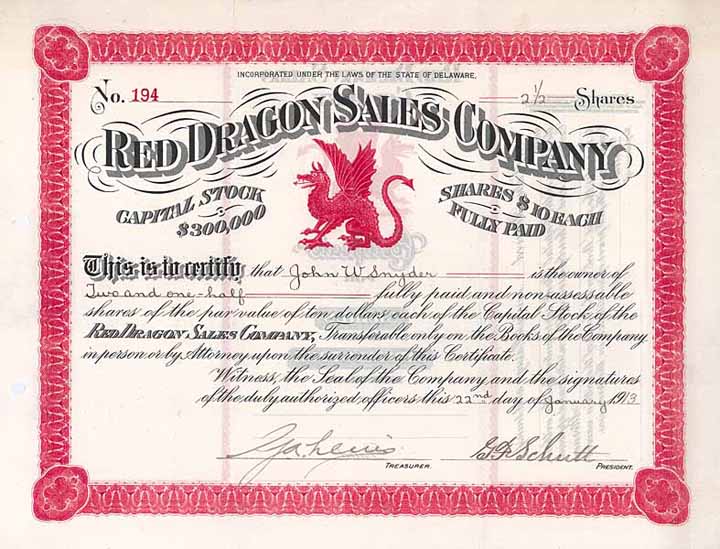 INCORPORATED UNDER THE LAWS OF THE STATE OF DELAWARE.
No. 194 2 1/2 Shares
RED DRAGON SALES COMPANY
CAPITAL STOCK $300,000
SHARES $10 EACH FULLY PAID
This is to certify that John W Snyder is the owner of
Two and one-half fully paid and non-assessable
shares of the par value of ten dollars each of the Capital Stock of the
RED DRAGON SALES COMPANY, Transferable only on the Books of the Company
in person or by Attorney upon the surrender of this Certificate.
Witness, the Seal of the Company and the signatures
of the duly authorized officers this 22nd day of January 1913
Lewis G F Schutt
TREASURER. PRESIDENT.